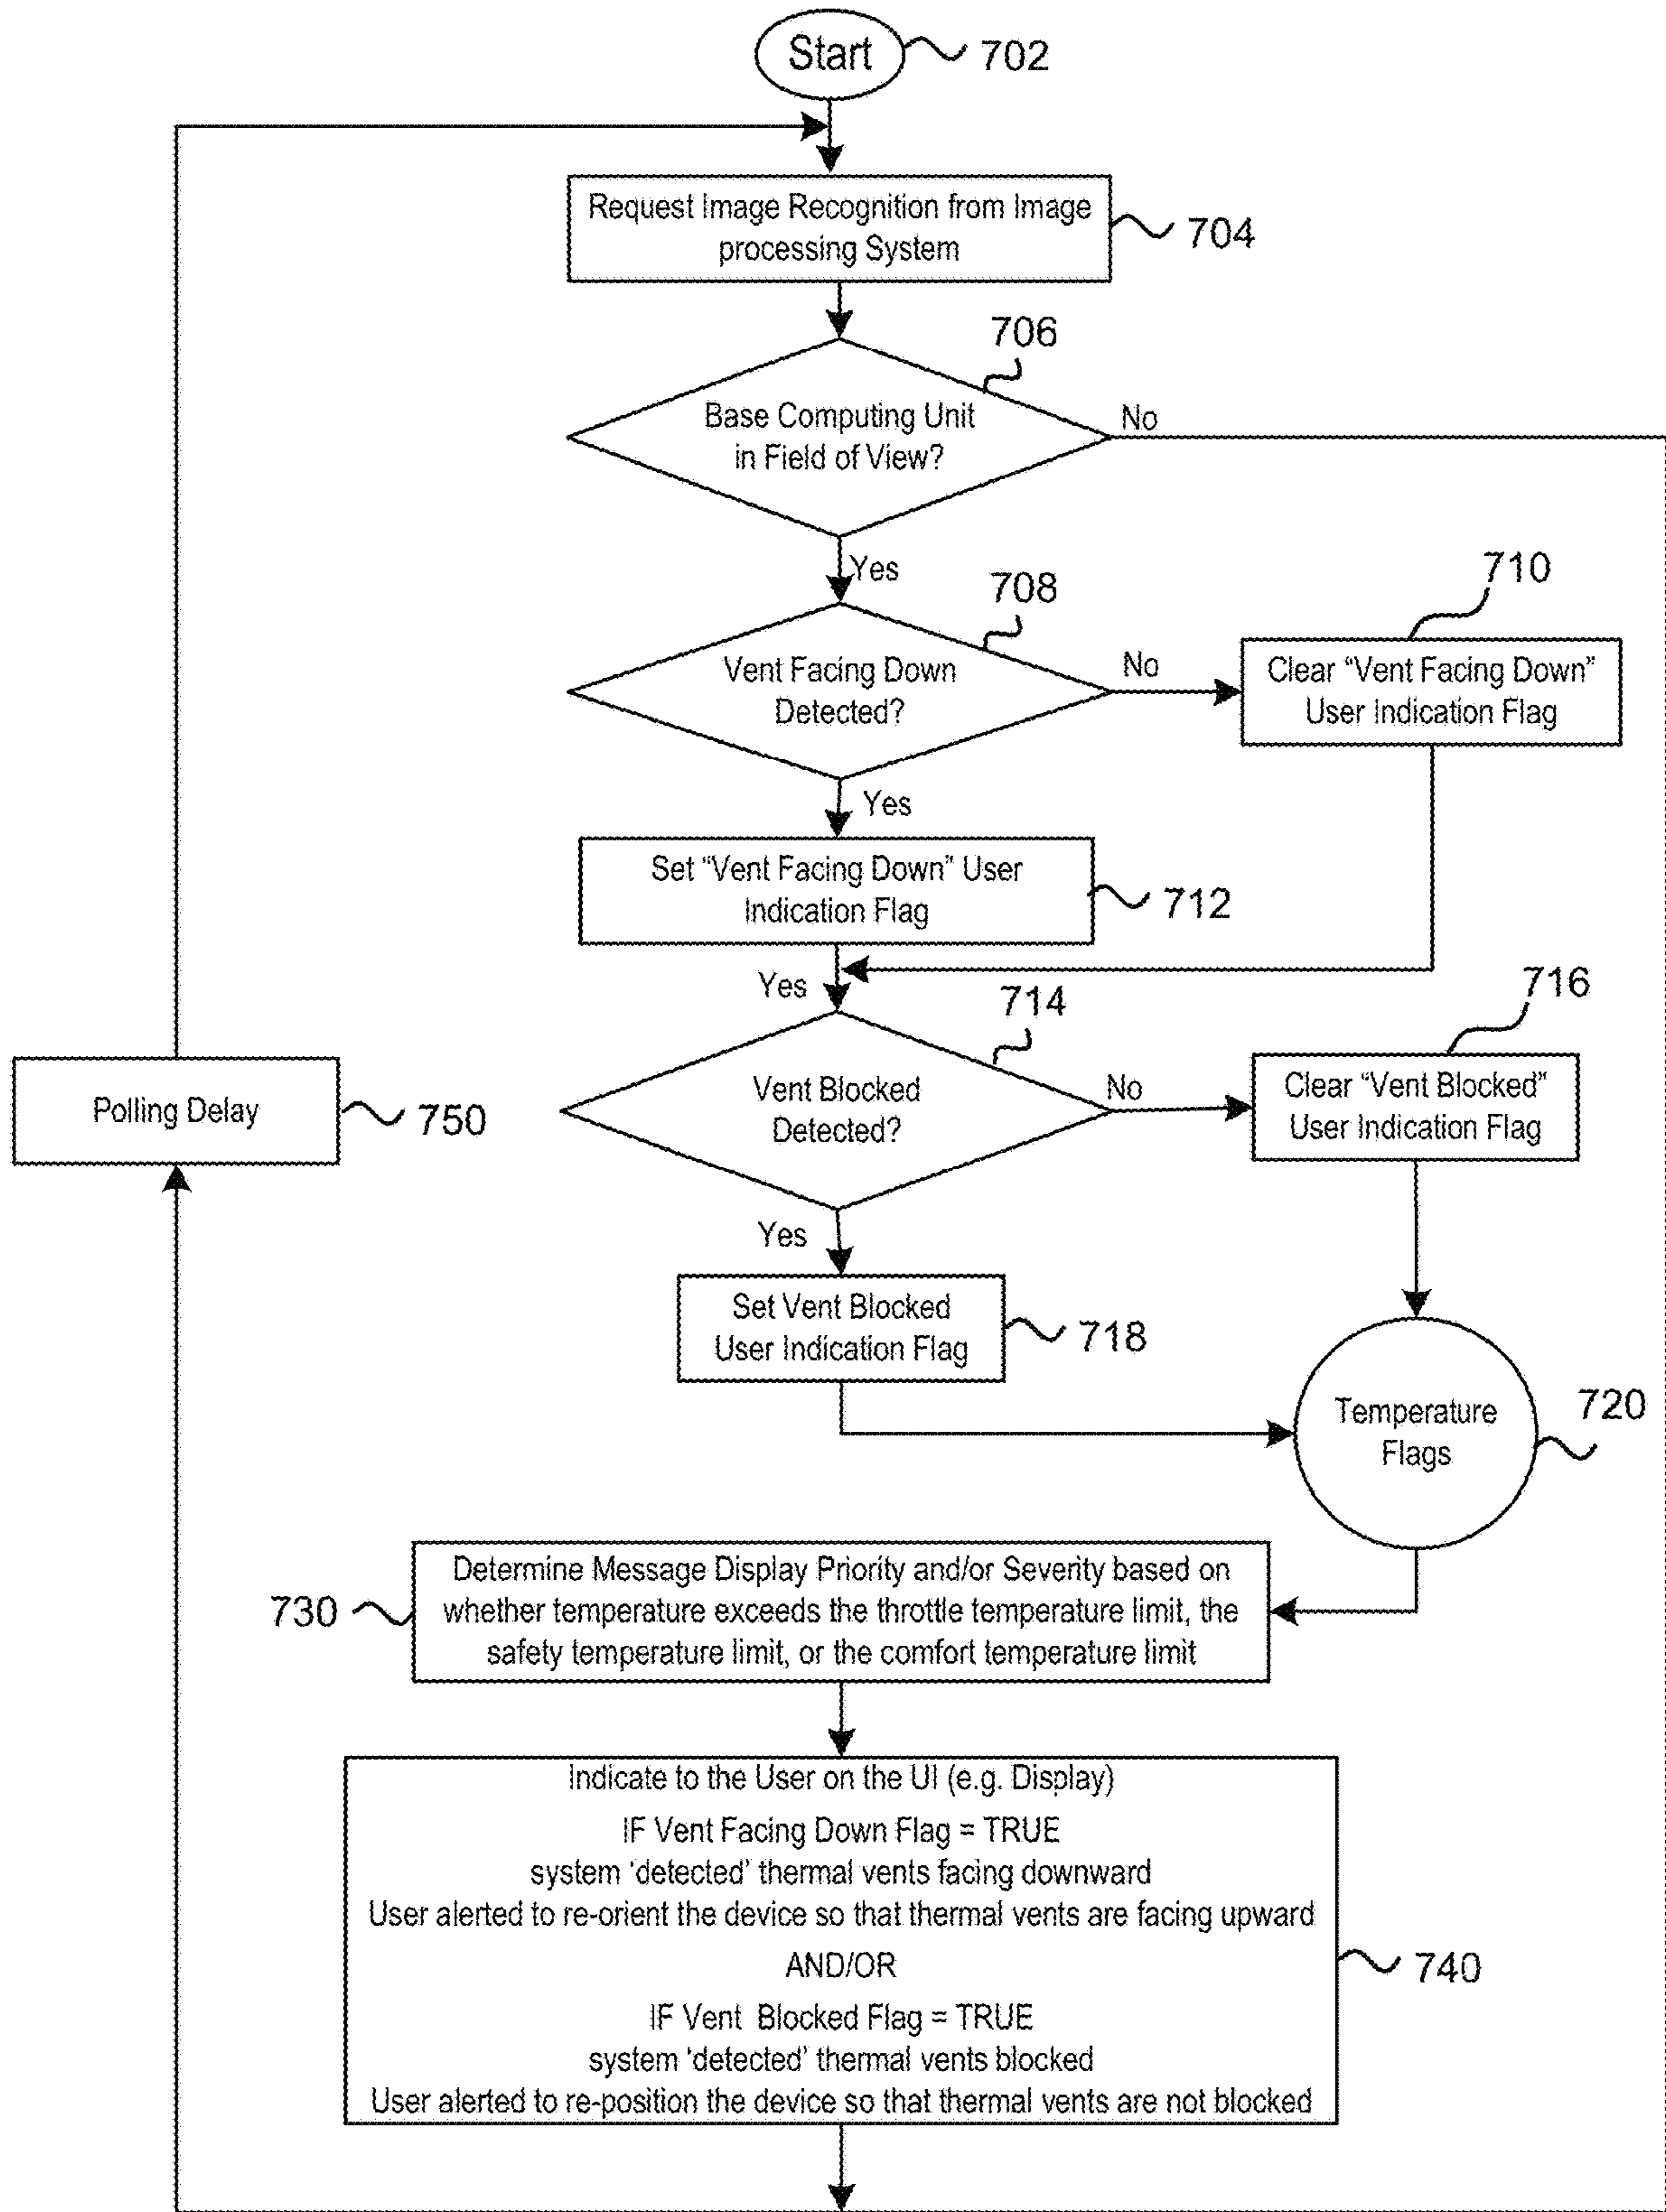 Start
702
Request Image Recognition from Image
processing System
704
706
Base Computing Unit
in Field of View?
No
Yes
708
710
Vent Facing Down
Detected?
No
Clear “Vent Facing Down”
User Indication Flag
Yes
Set “Vent Facing Down” User
Indication Flag
712
Yes
714
716
Vent Blocked
Detected?
No
Clear “Vent Blocked”
User Indication Flag
Polling Delay
750
Yes
Set Vent Blocked
User Indication Flag
718
Temperature
Flags
720
Determine Message Display Priority and/or Severity based on
whether temperature exceeds the throttle temperature limit, the
safety temperature limit, or the comfort temperature limit
730
Indicate to the User on the UI (e.g. Display)
IF Vent Facing Down Flag = TRUE
system ‘detected’ thermal vents facing downward
User alerted to re-orient the device so that thermal vents are facing upward
AND/OR
IF Vent Blocked Flag = TRUE
system ‘detected’ thermal vents blocked
User alerted to re-position the device so that thermal vents are not blocked
740